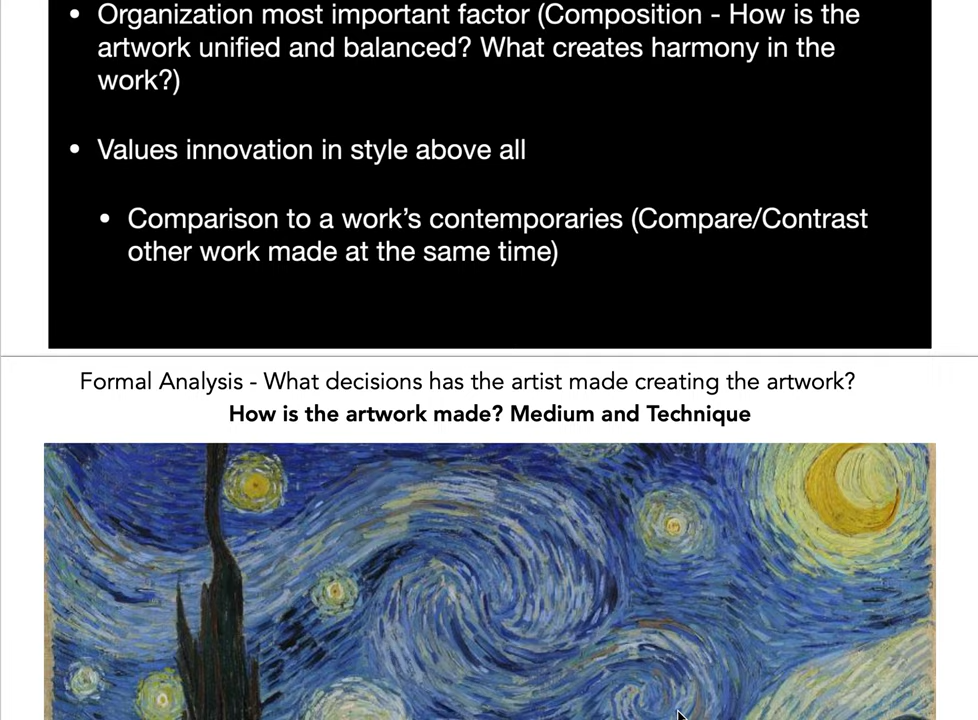 • Organization most important factor (Composition - How is the
artwork unified and balanced? What creates harmony in the
work?)
• Values innovation in style above all
• Comparison to a work’s contemporaries (Compare/Contrast
other work made at the same time)
Formal Analysis - What decisions has the artist made creating the artwork?
How is the artwork made? Medium and Technique